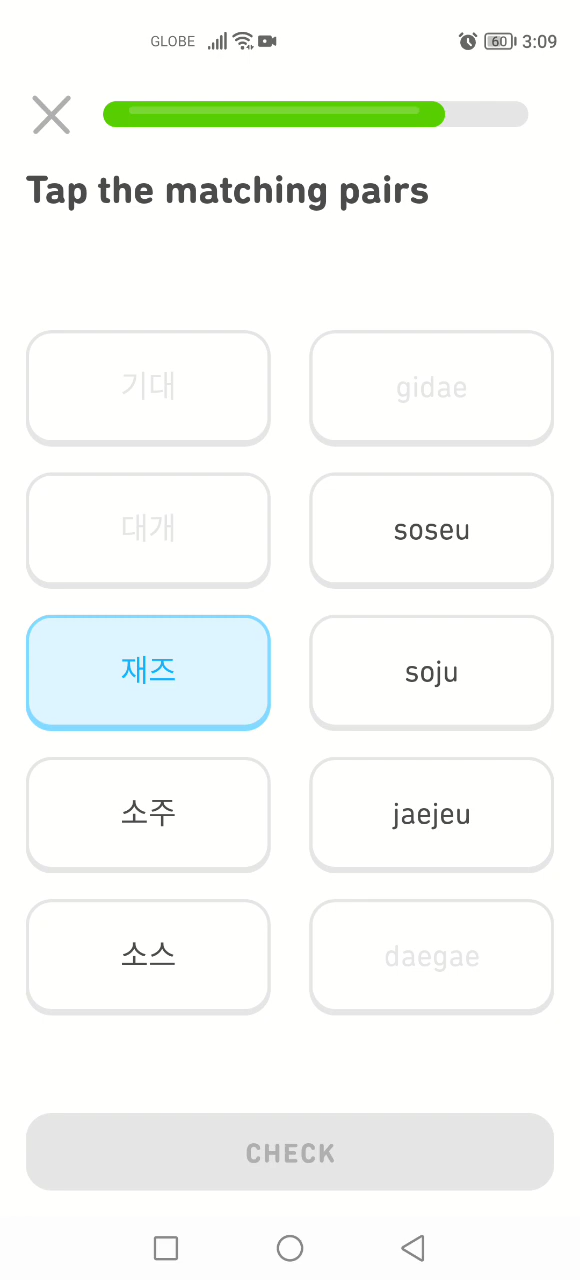 GLOBE 60 3:09
Tap the matching pairs
기대 gidae
대개 soseu
재즈 soju
소주 jaejeu
소스 daegae
CHECK